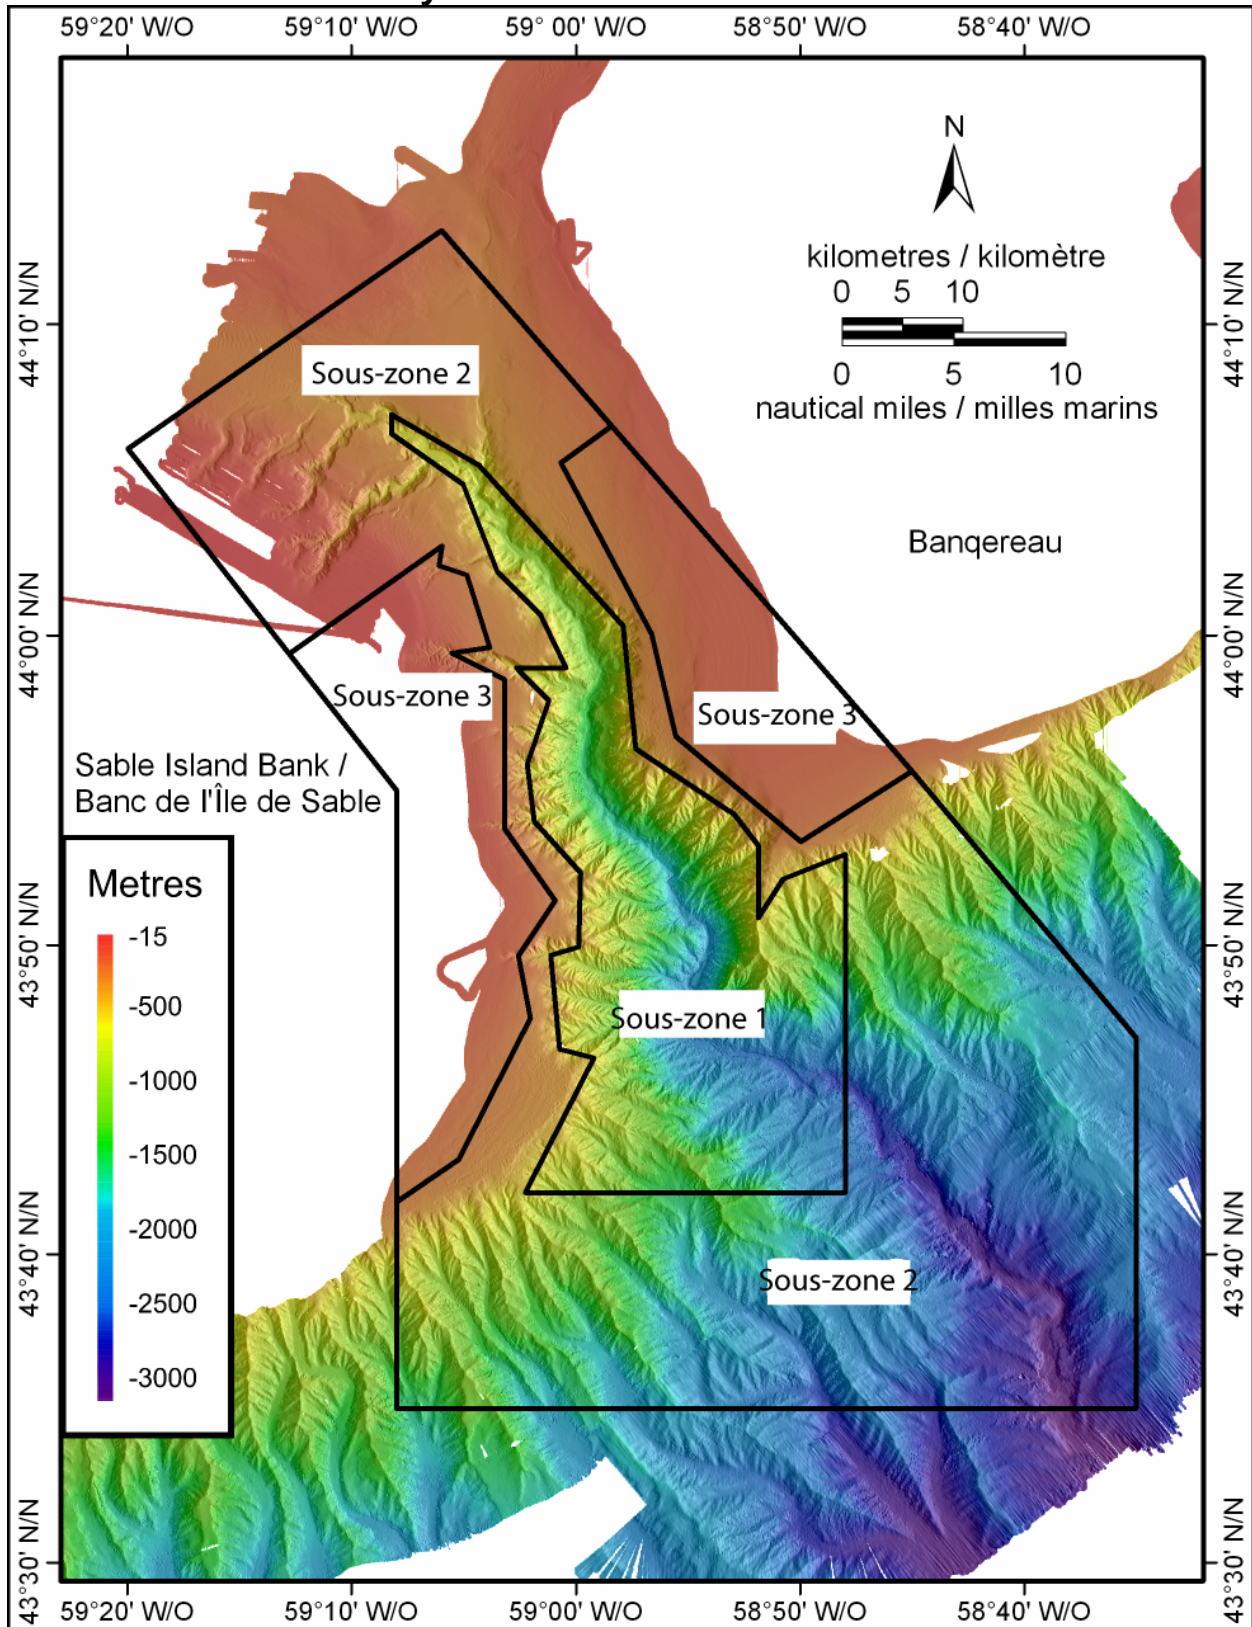 59°20' W/O 59°10' W/O 59°00' W/O 58°50' W/O 58°40' W/O
N
kilometres / kilomètre
0 5 10
0 5 10
nautical miles / milles marins
44°10' N/N
44°10' N/N
Sous-zone 2
Banqereau
44°00' N/N
44°00' N/N
Sous-zone 3
Sous-zone 3
Sable Island Bank /
Banc de l'Île de Sable
Metres
-15
-500
-1000
-1500
-2000
-2500
-3000
43°50' N/N
43°50' N/N
Sous-zone 1
43°40' N/N
43°40' N/N
Sous-zone 2
43°30' N/N
43°30' N/N
59°20' W/O 59°10' W/O 59°00' W/O 58°50' W/O 58°40' W/O